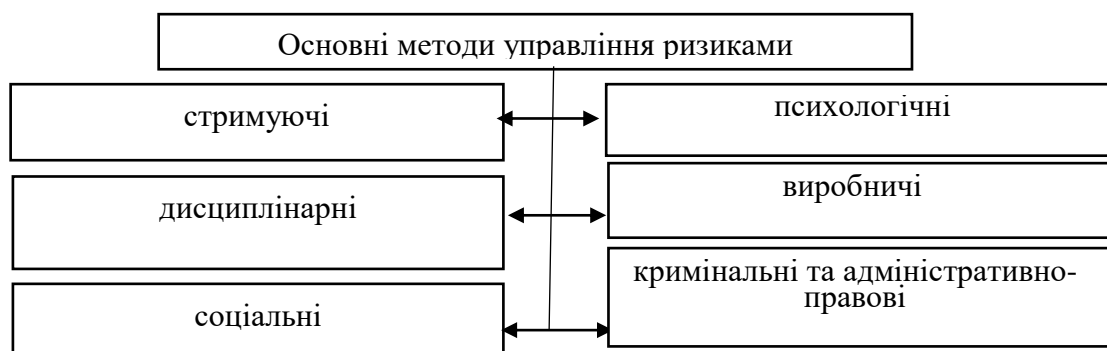 Основні методи управління ризиками
стримуючі
психологічні
дисциплінарні
виробничі
соціальні
кримінальні та адміністративно-
правові